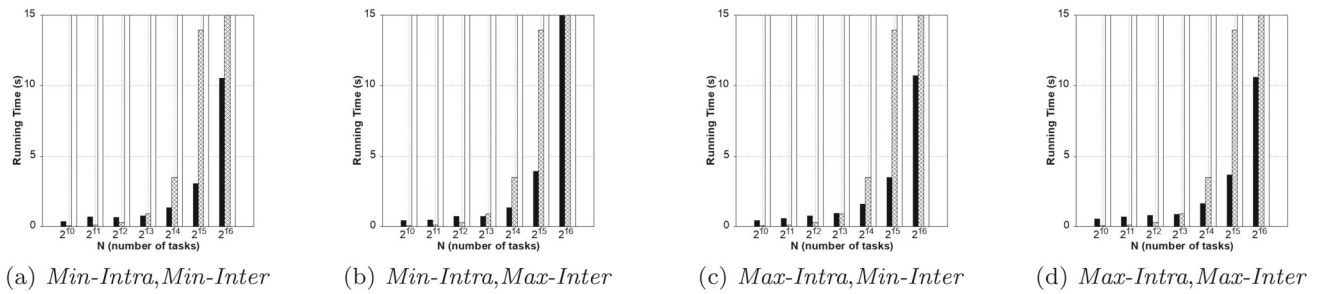 15
10
5
0
Running Time (s)
2^10 2^11 2^12 2^13 2^14 2^15 2^16
N (number of tasks)
(a) Min-Intra,Min-Inter
15
10
5
0
Running Time (s)
2^10 2^11 2^12 2^13 2^14 2^15 2^16
N (number of tasks)
(b) Min-Intra,Max-Inter
15
10
5
0
Running Time (s)
2^10 2^11 2^12 2^13 2^14 2^15 2^16
N (number of tasks)
(c) Max-Intra,Min-Inter
15
10
5
0
Running Time (s)
2^10 2^11 2^12 2^13 2^14 2^15 2^16
N (number of tasks)
(d) Max-Intra,Max-Inter